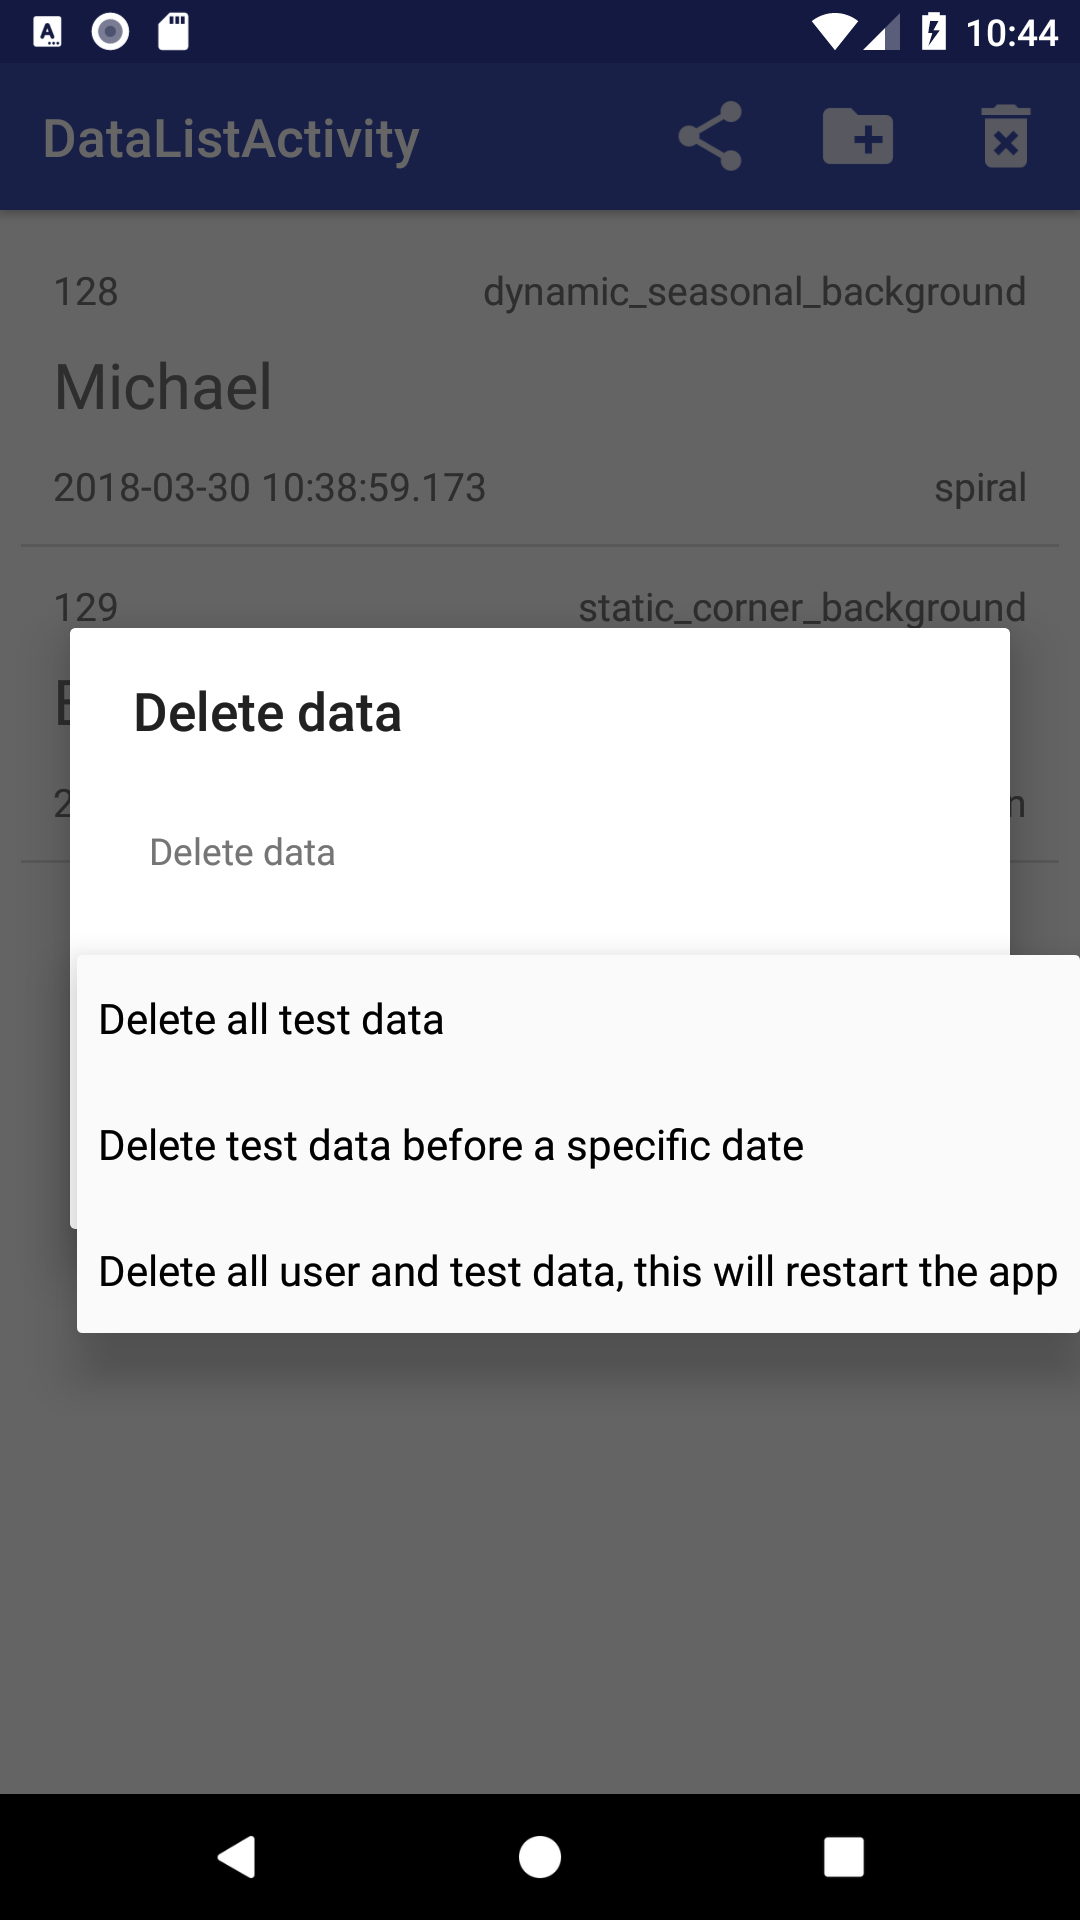 10:44
DataListActivity
128 dynamic_seasonal_background
Michael
2018-03-30 10:38:59.173 spiral
129 static_corner_background
Delete data
Delete data
Delete all test data
Delete test data before a specific date
Delete all user and test data, this will restart the app